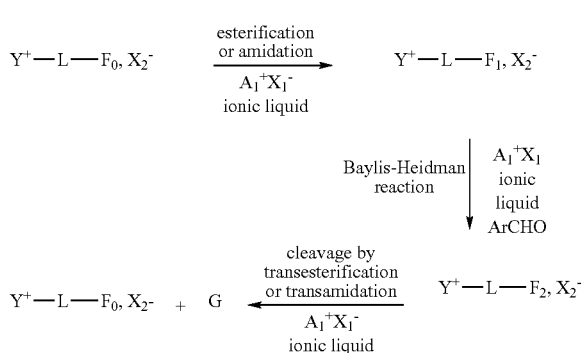 esterification
or amidation
Y⁺—L—F₀, X₂⁻
A₁⁺X₁⁻
ionic liquid
Y⁺—L—F₁, X₂⁻
Baylis-Heidman
reaction
A₁⁺X₁
ionic
liquid
ArCHO
Y⁺—L—F₂, X₂⁻
cleavage by
transesterification
or transamidation
A₁⁺X₁⁻
ionic liquid
Y⁺—L—F₀, X₂- + G